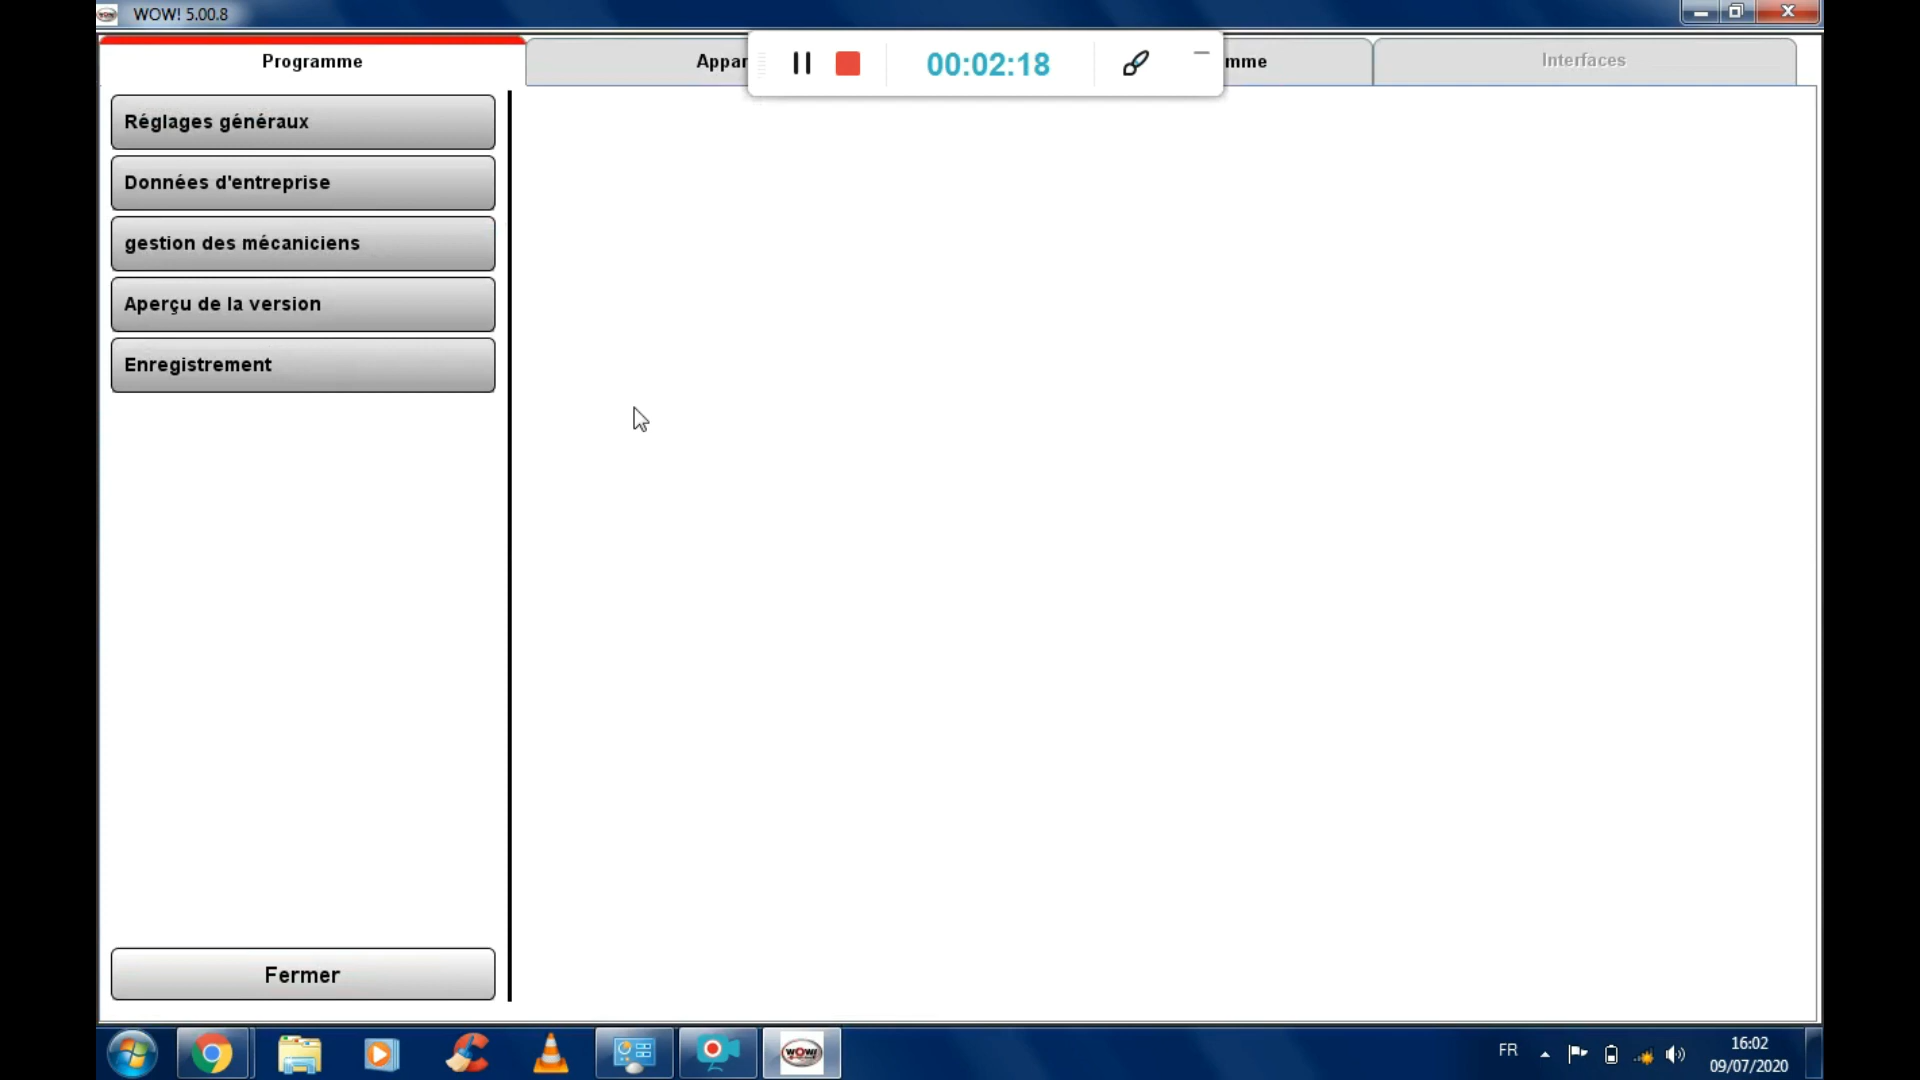 WOW! 5.00.8
Programme
Appar
00:02:18
mme
Interfaces
Réglages généraux
Données d'entreprise
gestion des mécaniciens
Aperçu de la version
Enregistrement
Fermer
WOW!
FR
16:02
09/07/2020